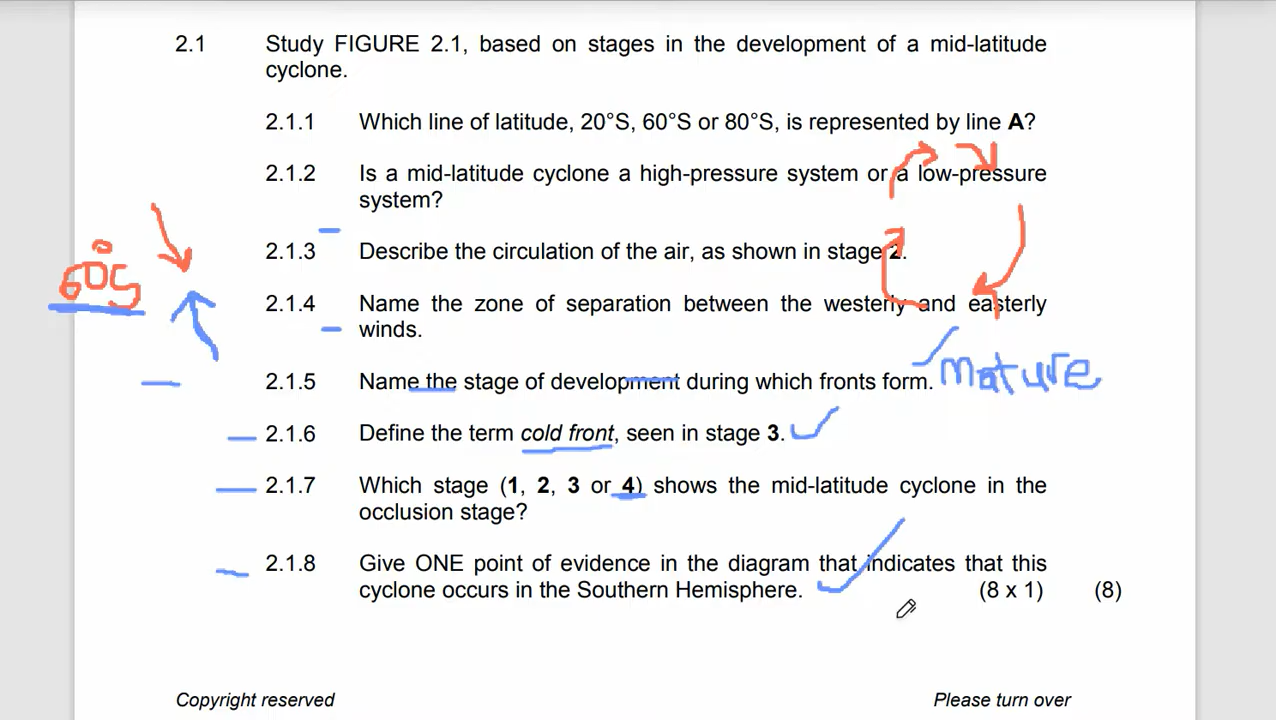 2.1 Study FIGURE 2.1, based on stages in the development of a mid-latitude
cyclone.
2.1.1 Which line of latitude, 20°S, 60°S or 80°S, is represented by line A?
2.1.2 Is a mid-latitude cyclone a high-pressure system or a low-pressure
system?
2.1.3 Describe the circulation of the air, as shown in stage 2.
60°S
2.1.4 Name the zone of separation between the westerly and easterly
winds.
2.1.5 Name the stage of development during which fronts form. mature
2.1.6 Define the term cold front, seen in stage 3.
2.1.7 Which stage (1, 2, 3 or 4) shows the mid-latitude cyclone in the
occlusion stage?
2.1.8 Give ONE point of evidence in the diagram that indicates that this
cyclone occurs in the Southern Hemisphere. (8 x 1) (8)
Copyright reserved Please turn over